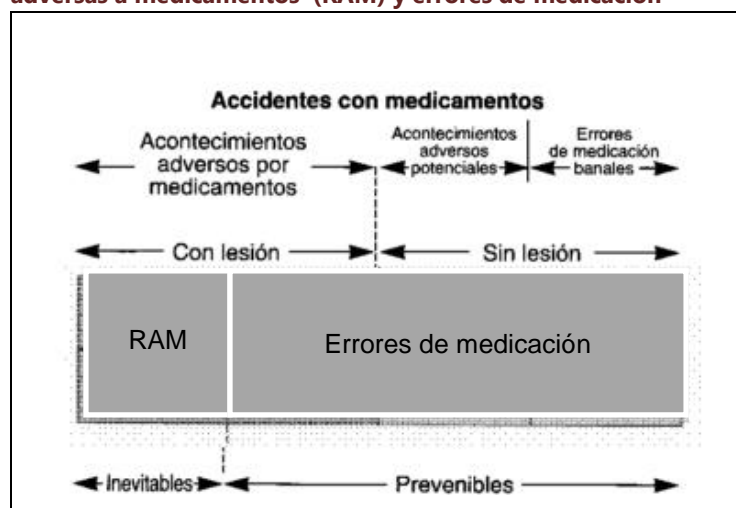 adversas a medicamentos (RAM) y errores de medicación
Accidentes con medicamentos
Acontecimientos
adversos por
medicamentos
Acontecimientos
adversos
potenciales
Errores
de medicación
banales
Con lesión
Sin lesión
RAM
Errores de medicación
Inevitables
Prevenibles